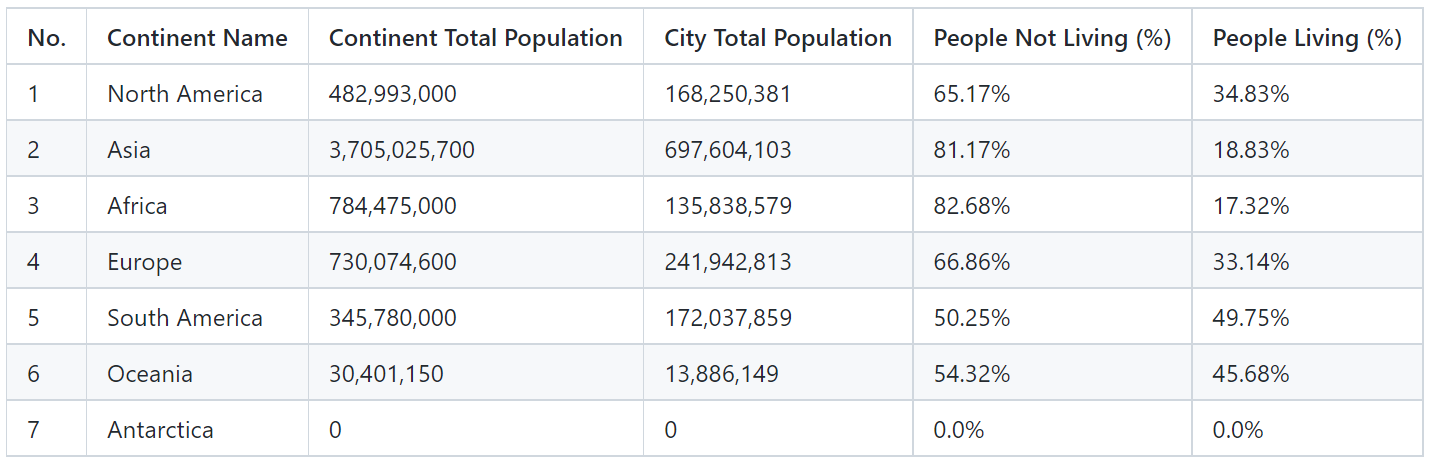 No. Continent Name Continent Total Population City Total Population People Not Living (%) People Living (%)
1 North America 482,993,000 168,250,381 65.17% 34.83%
2 Asia 3,705,025,700 697,604,103 81.17% 18.83%
3 Africa 784,475,000 135,838,579 82.68% 17.32%
4 Europe 730,074,600 241,942,813 66.86% 33.14%
5 South America 345,780,000 172,037,859 50.25% 49.75%
6 Oceania 30,401,150 13,886,149 54.32% 45.68%
7 Antarctica 0 0 0.0% 0.0%